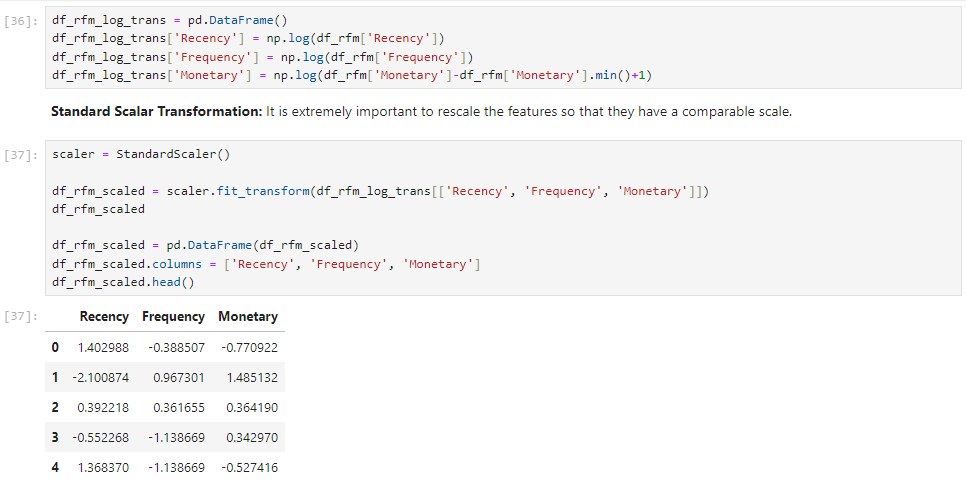 [36]: df_rfm_log_trans = pd.DataFrame()
df_rfm_log_trans['Recency'] = np.log(df_rfm['Recency'])
df_rfm_log_trans['Frequency'] = np.log(df_rfm['Frequency'])
df_rfm_log_trans['Monetary'] = np.log(df_rfm['Monetary']-df_rfm['Monetary'].min()+1)
Standard Scalar Transformation: It is extremely important to rescale the features so that they have a comparable scale.
[37]: scaler = StandardScaler()
df_rfm_scaled = scaler.fit_transform(df_rfm_log_trans[['Recency', 'Frequency', 'Monetary']])
df_rfm_scaled
df_rfm_scaled = pd.DataFrame(df_rfm_scaled)
df_rfm_scaled.columns = ['Recency', 'Frequency', 'Monetary']
df_rfm_scaled.head()
[37]: Recency Frequency Monetary
0 1.402988 -0.388507 -0.770922
1 -2.100874 0.967301 1.485132
2 0.392218 0.361655 0.364190
3 -0.552268 -1.138669 0.342970
4 1.368370 -1.138669 -0.527416